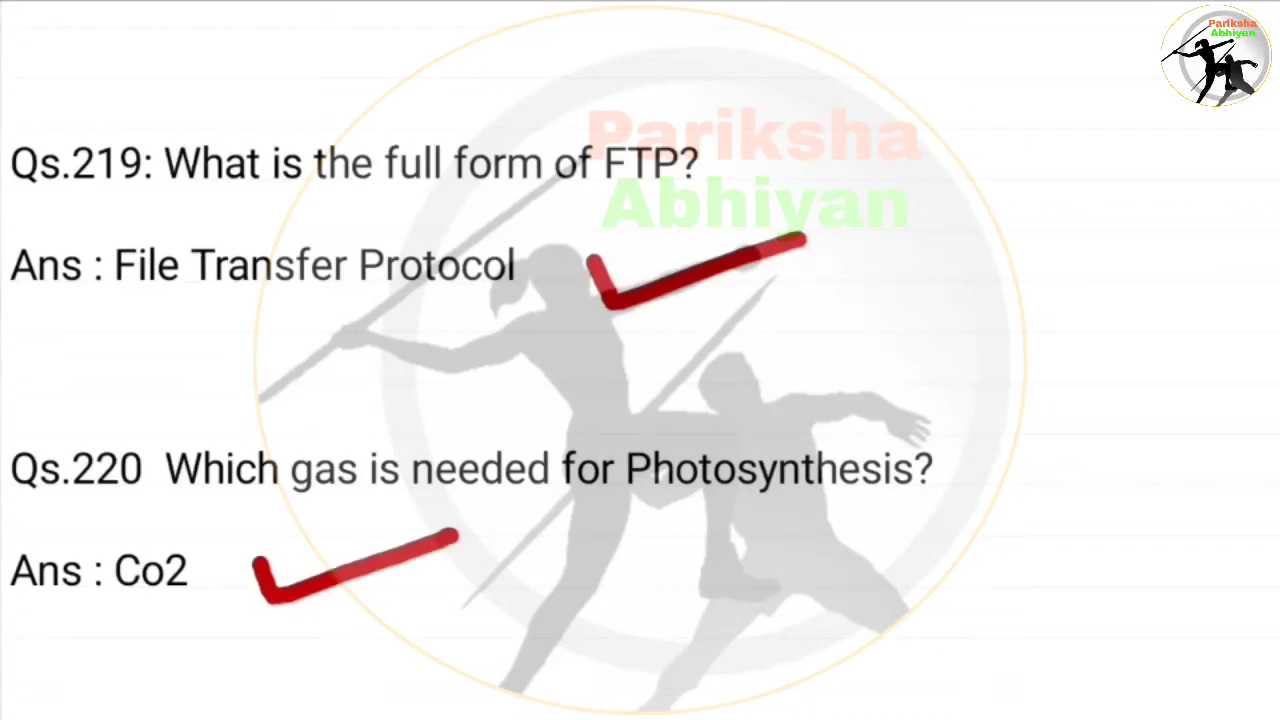 Pariksha
Abhiyan
Pariksha
Abhiyan
Qs.219: What is the full form of FTP?
Ans : File Transfer Protocol
Qs.220  Which gas is needed for Photosynthesis?
Ans : Co2